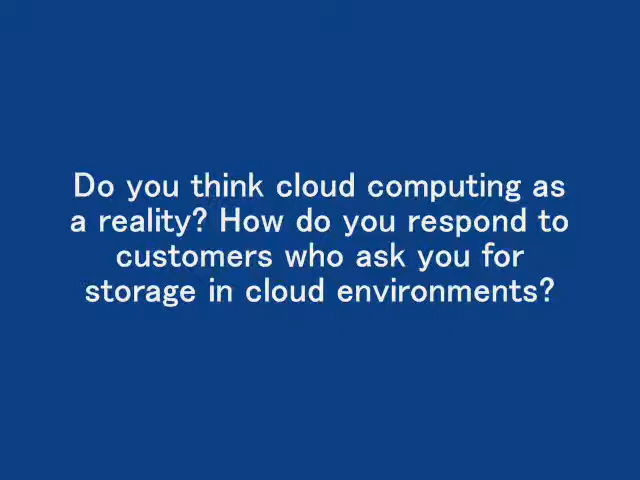 Do you think cloud computing as
a reality? How do you respond to
customers who ask you for
storage in cloud environments?